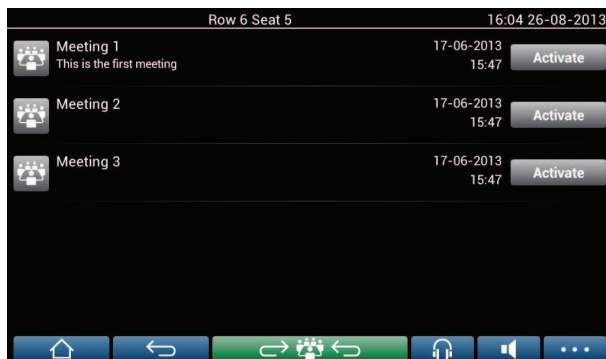 Row 6 Seat 5 16:04 26-08-2013
Meeting 1 17-06-2013
This is the first meeting 15:47 Activate
Meeting 2 17-06-2013
15:47 Activate
Meeting 3 17-06-2013
15:47 Activate